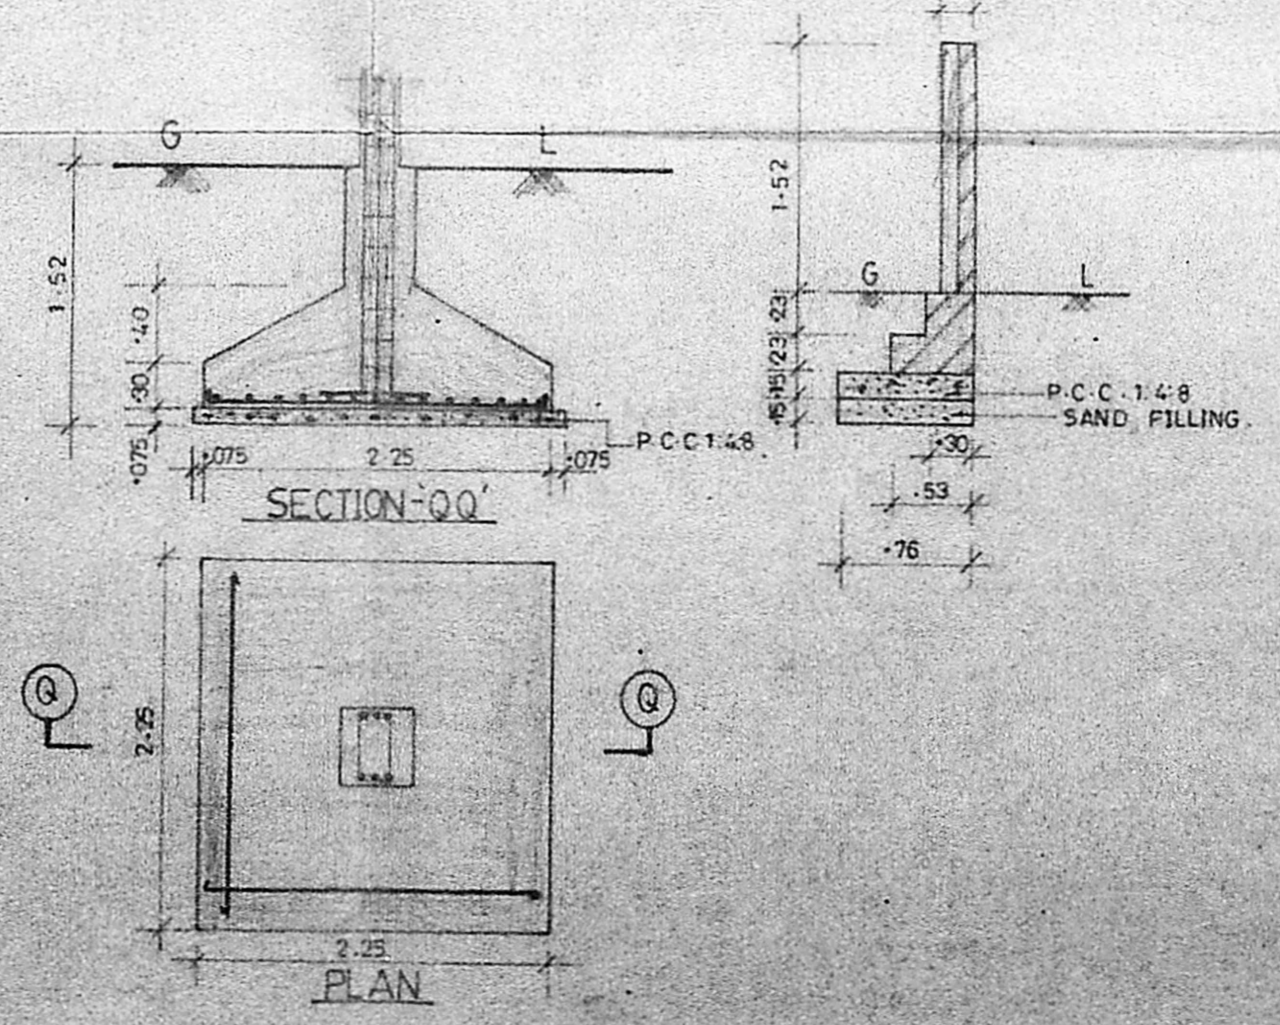 G
L
1.52
.40
.30
.075
P.C.C 1:4:8
.075 2.25 .075
SECTION-'QQ'
Q
Q
2.25
2.25
PLAN
1.52
G
L
.23
.23
.15
.15
P.C.C.1:4:8
SAND FILLING.
.30
.53
.76